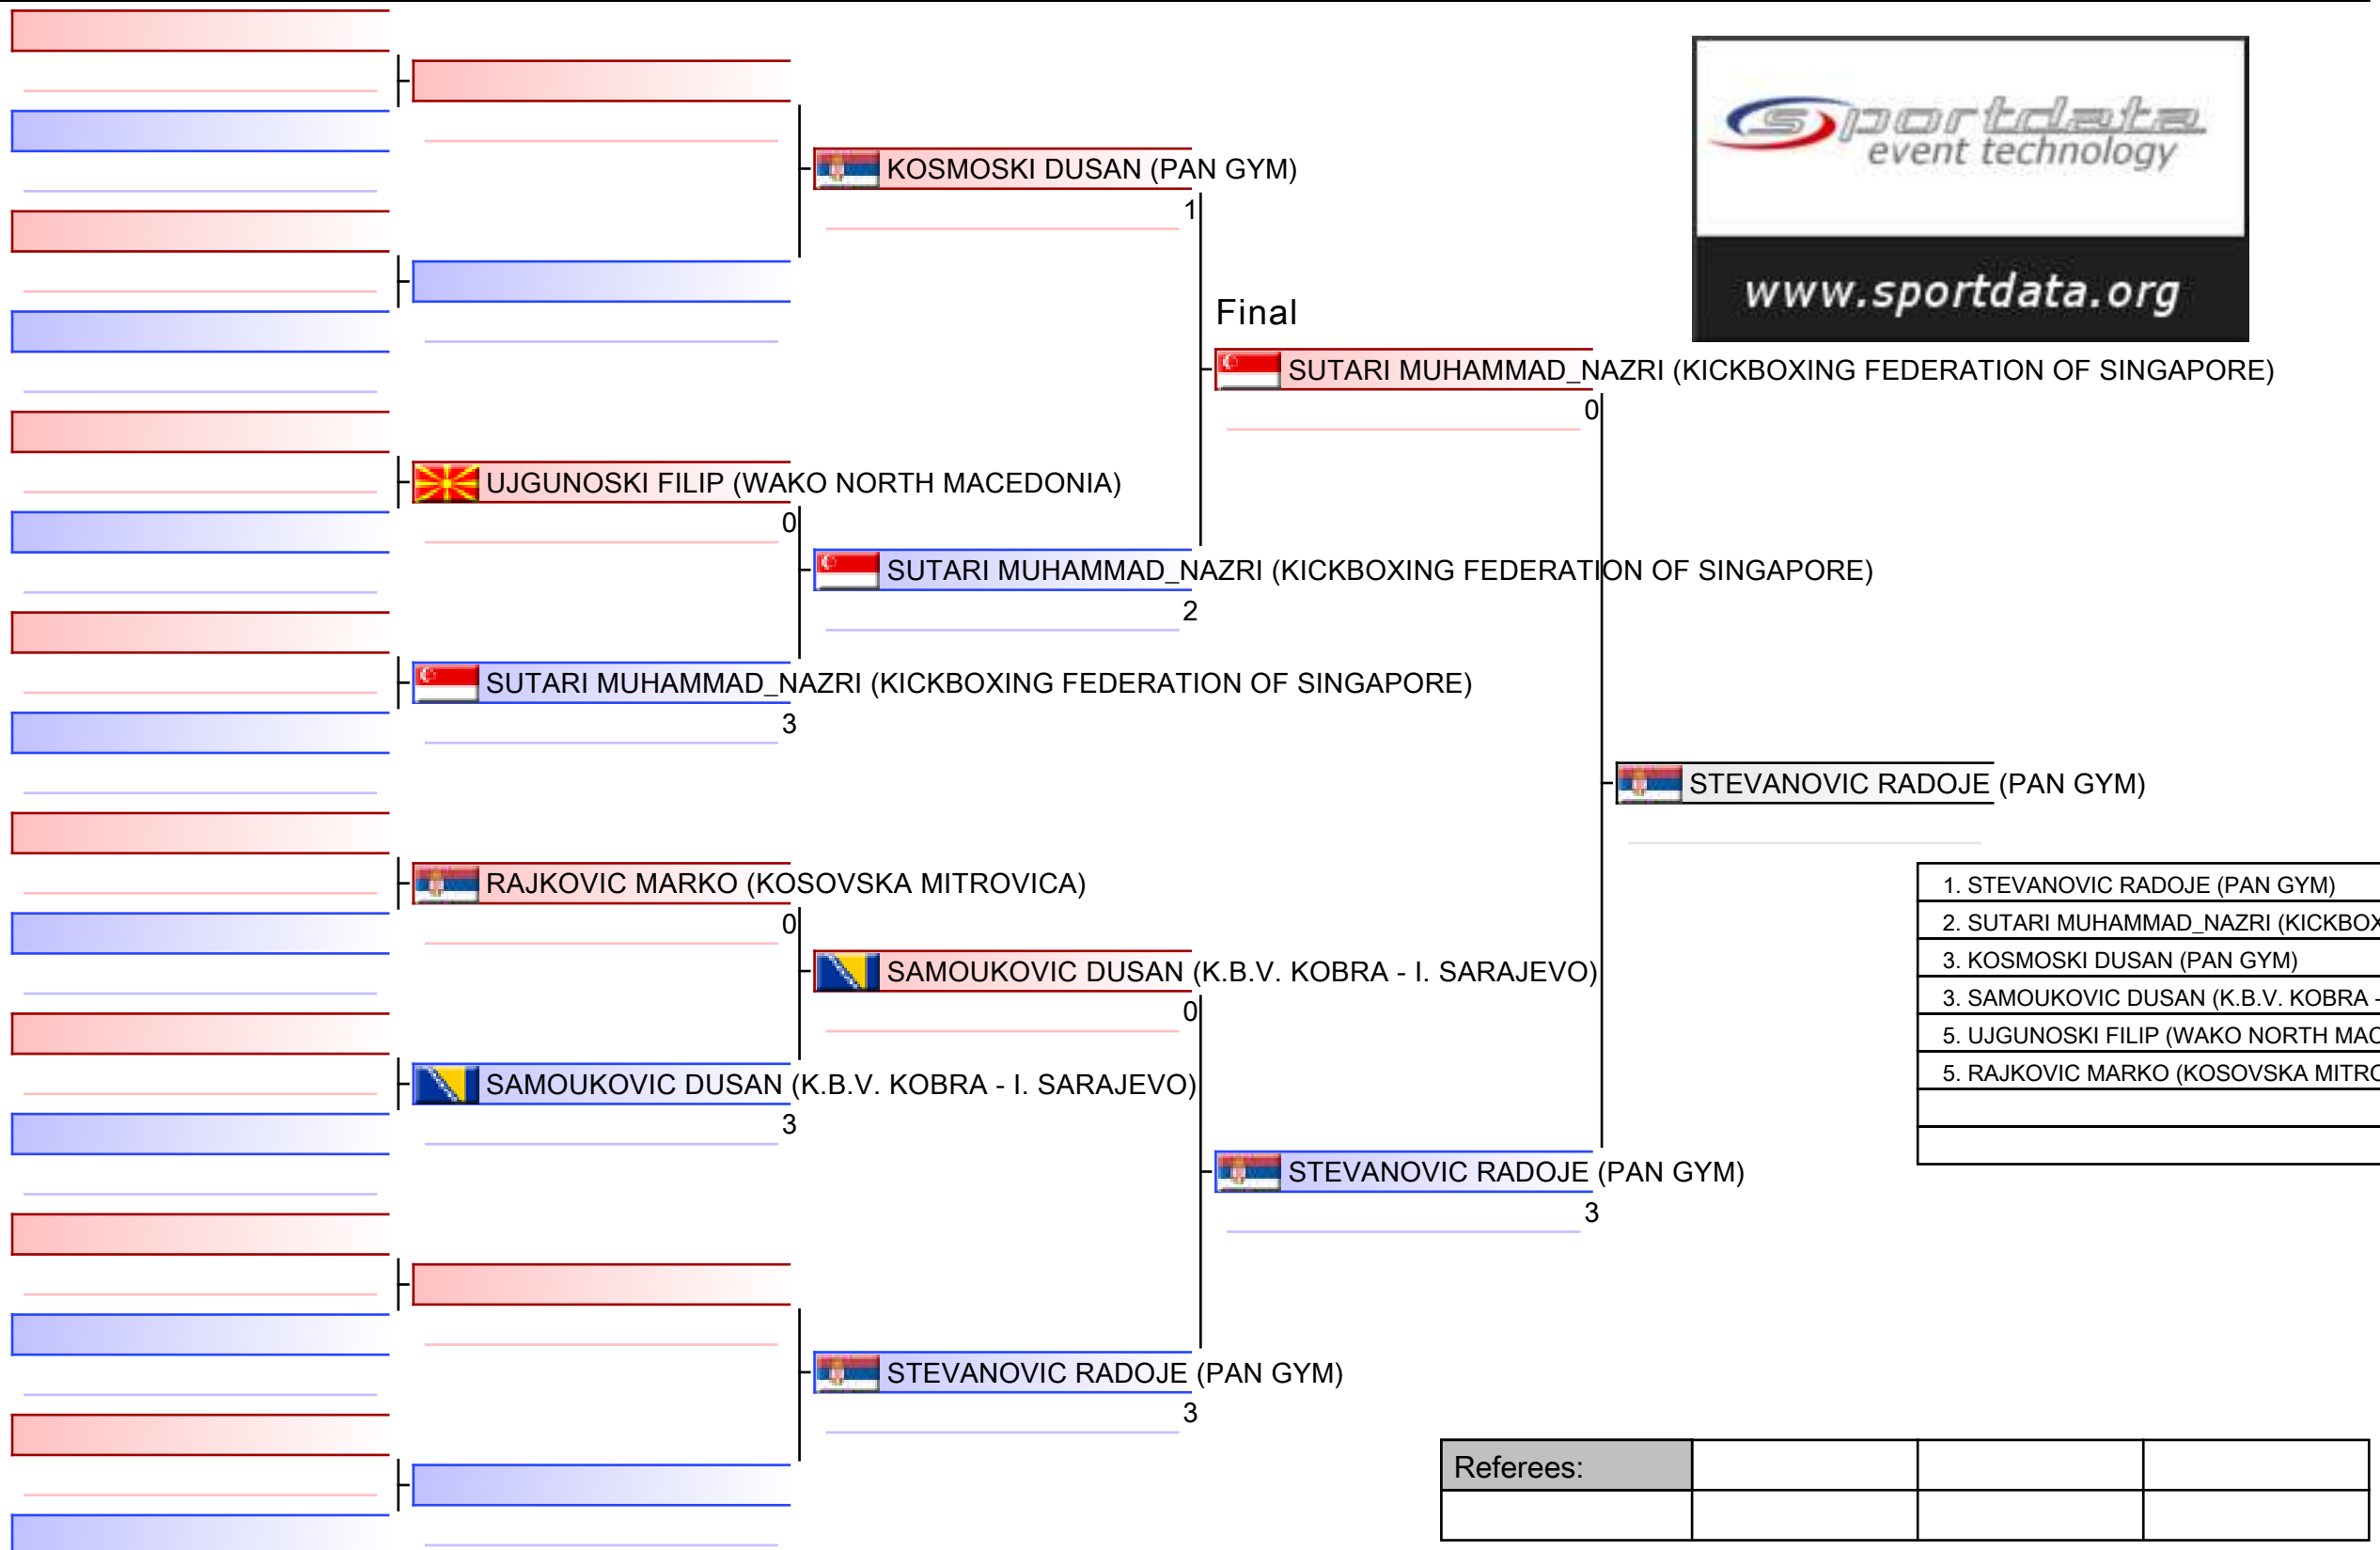 sportdata
event technology
www.sportdata.org
KOSMOSKI DUSAN (PAN GYM)
1
Final
SUTARI MUHAMMAD_NAZRI (KICKBOXING FEDERATION OF SINGAPORE)
0
UJGUNOSKI FILIP (WAKO NORTH MACEDONIA)
0
SUTARI MUHAMMAD_NAZRI (KICKBOXING FEDERATION OF SINGAPORE)
2
SUTARI MUHAMMAD_NAZRI (KICKBOXING FEDERATION OF SINGAPORE)
3
STEVANOVIC RADOJE (PAN GYM)
RAJKOVIC MARKO (KOSOVSKA MITROVICA)
0
SAMOUKOVIC DUSAN (K.B.V. KOBRA - I. SARAJEVO)
0
SAMOUKOVIC DUSAN (K.B.V. KOBRA - I. SARAJEVO)
3
STEVANOVIC RADOJE (PAN GYM)
3
STEVANOVIC RADOJE (PAN GYM)
3
1. STEVANOVIC RADOJE (PAN GYM)
2. SUTARI MUHAMMAD_NAZRI (KICKBOX
3. KOSMOSKI DUSAN (PAN GYM)
3. SAMOUKOVIC DUSAN (K.B.V. KOBRA -
5. UJGUNOSKI FILIP (WAKO NORTH MAC
5. RAJKOVIC MARKO (KOSOVSKA MITRO
Referees: